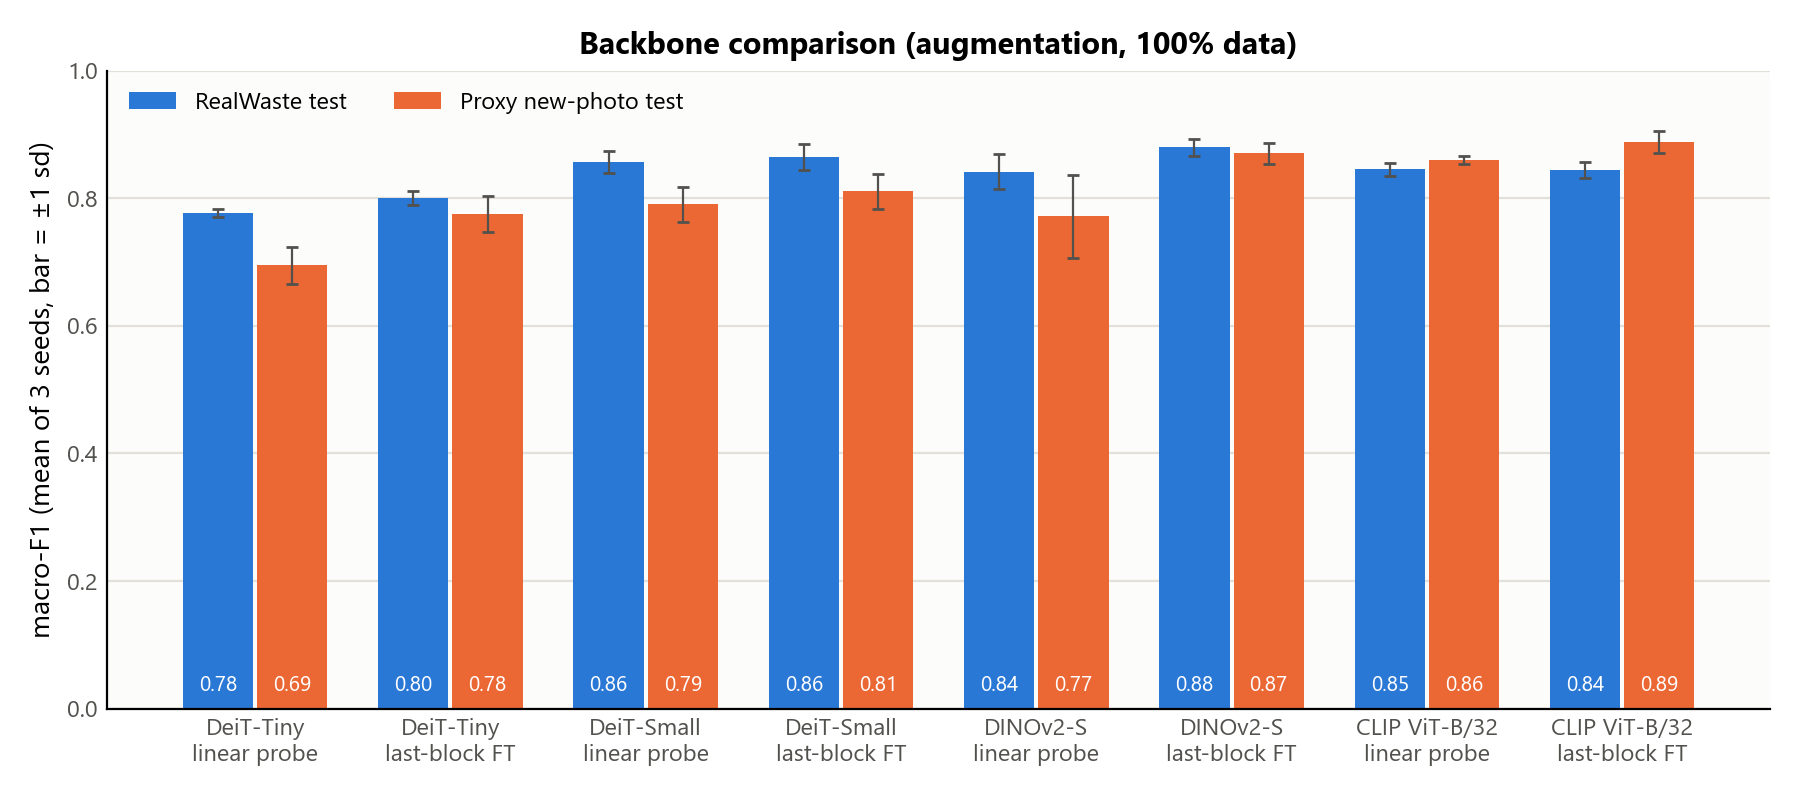 Backbone comparison (augmentation, 100% data)
RealWaste test
Proxy new-photo test
macro-F1 (mean of 3 seeds, bar = ±1 sd)
1.0
0.8
0.6
0.4
0.2
0.0
0.78 0.69 0.80 0.78 0.86 0.79 0.86 0.81 0.84 0.77 0.88 0.87 0.85 0.86 0.84 0.89
DeiT-Tiny
linear probe
DeiT-Tiny
last-block FT
DeiT-Small
linear probe
DeiT-Small
last-block FT
DINOv2-S
linear probe
DINOv2-S
last-block FT
CLIP ViT-B/32
linear probe
CLIP ViT-B/32
last-block FT